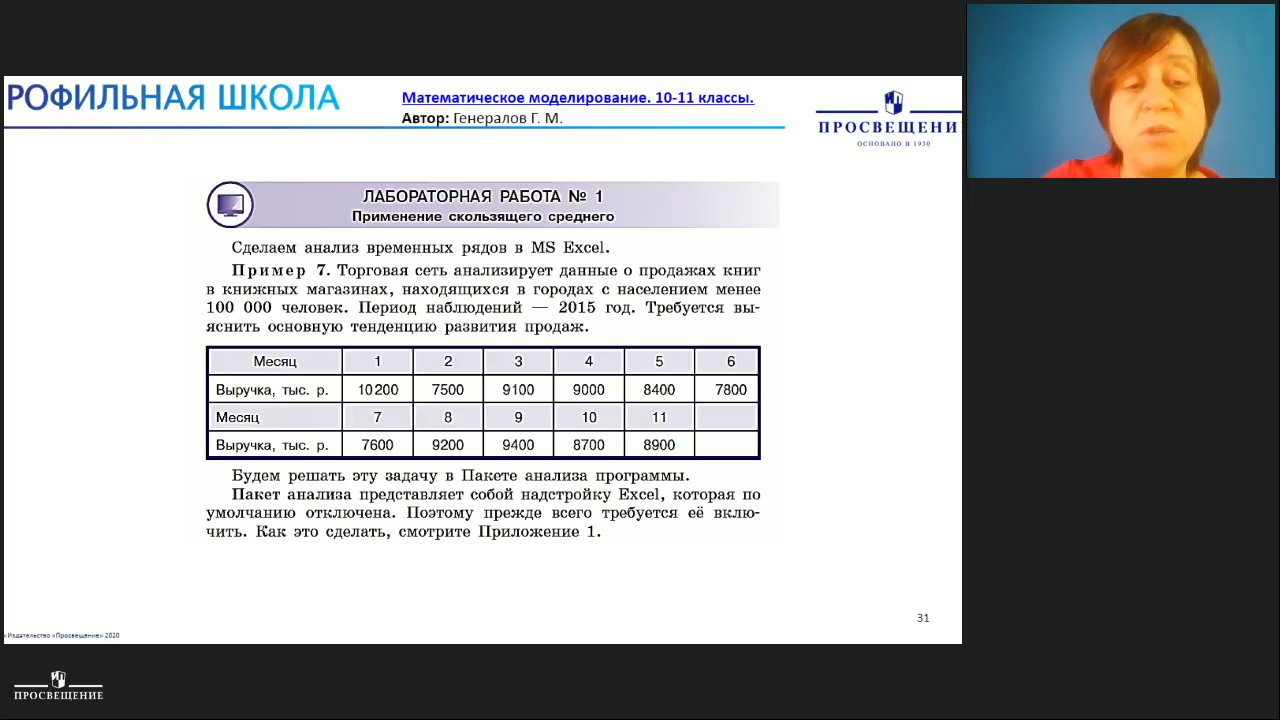 РОФИЛЬНАЯ ШКОЛА
Математическое моделирование. 10-11 классы.
Автор: Генералов Г. М.
ПРОСВЕЩЕНИ
ОСНОВАНО В 1930
ЛАБОРАТОРНАЯ РАБОТА № 1
Применение скользящего среднего
Сделаем анализ временных рядов в MS Excel.
Пример 7. Торговая сеть анализирует данные о продажах книг
в книжных магазинах, находящихся в городах с населением менее
100 000 человек. Период наблюдений — 2015 год. Требуется вы-
яснить основную тенденцию развития продаж.
Месяц 1 2 3 4 5 6
Выручка, тыс. р. 10 200 7500 9100 9000 8400 7800
Месяц 7 8 9 10 11
Выручка, тыс. р. 7600 9200 9400 8700 8900
Будем решать эту задачу в Пакете анализа программы.
Пакет анализа представляет собой надстройку Excel, которая по
умолчанию отключена. Поэтому прежде всего требуется её вклю-
чить. Как это сделать, смотрите Приложение 1.
31
«Издательство «Просвещение» 2020
ПРОСВЕЩЕНИЕ